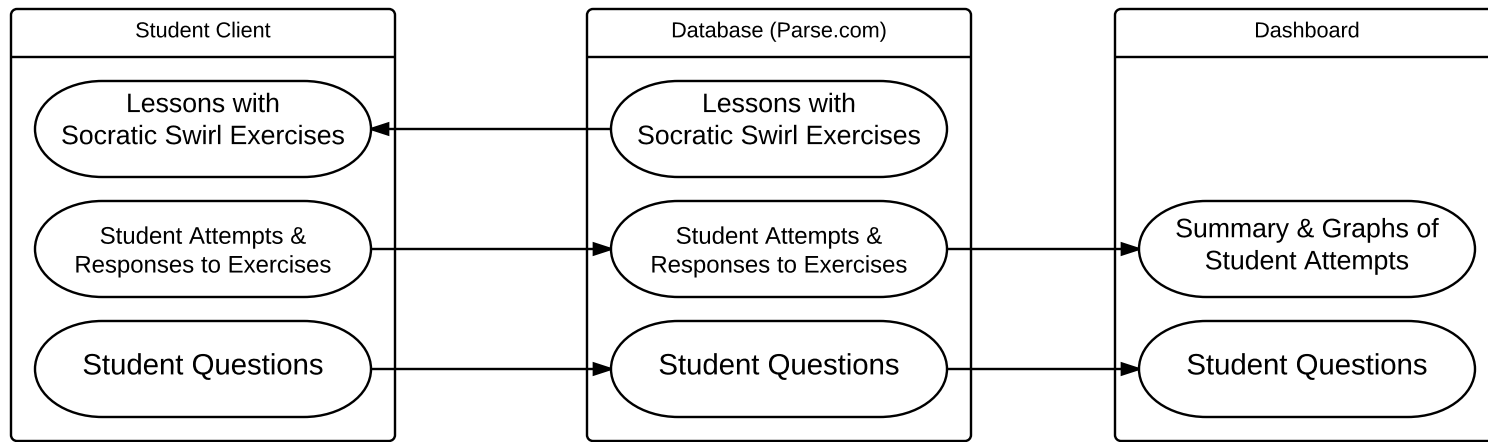 Student Client
Lessons with
Socratic Swirl Exercises
Student Attempts &
Responses to Exercises
Student Questions
Database (Parse.com)
Lessons with
Socratic Swirl Exercises
Student Attempts &
Responses to Exercises
Student Questions
Dashboard
Summary & Graphs of
Student Attempts
Student Questions